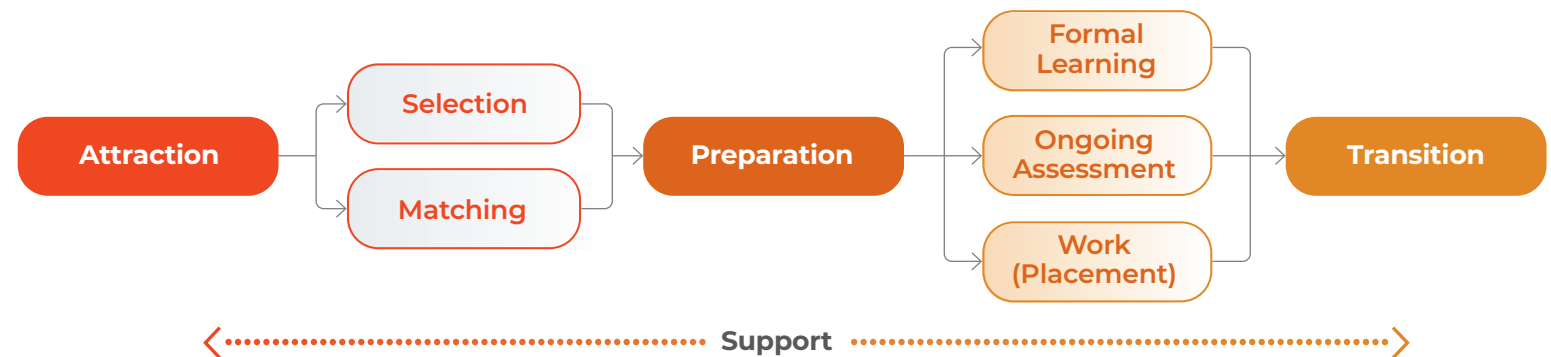 Attraction
Selection
Matching
Preparation
Formal
Learning
Ongoing
Assessment
Work
(Placement)
Transition
Support